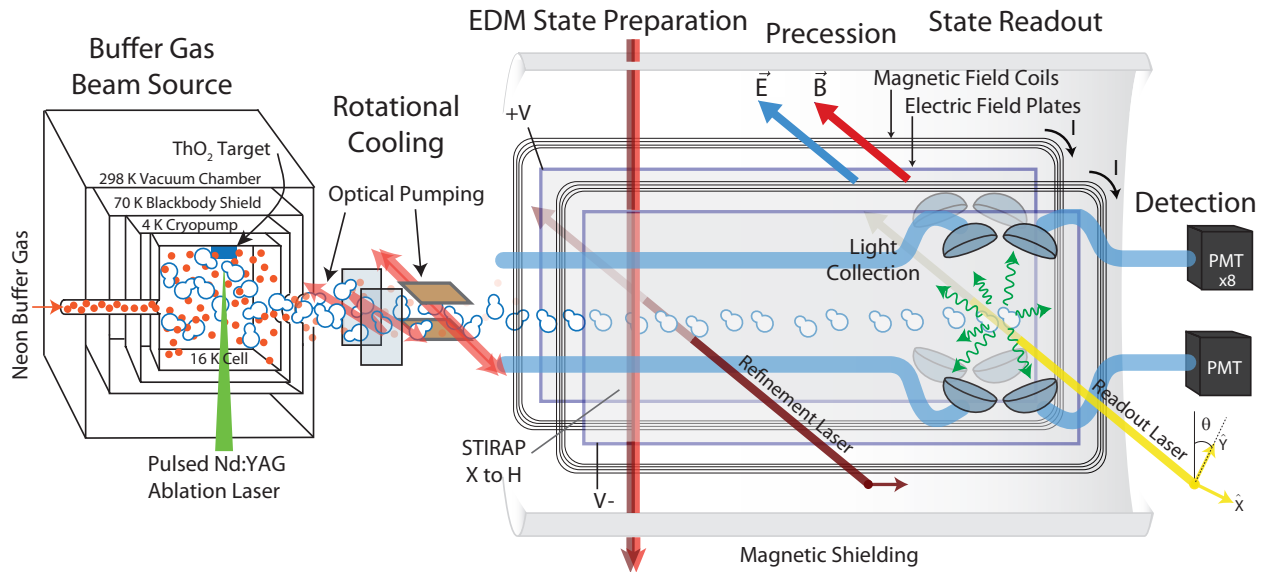 Buffer Gas
Beam Source
ThO₂ Target
298 K Vacuum Chamber
70 K Blackbody Shield
4 K Cryopump
16 K Cell
Neon Buffer Gas
Pulsed Nd:YAG
Ablation Laser
Rotational
Cooling
Optical Pumping
EDM State Preparation
Precession
State Readout
+V
E
B
Magnetic Field Coils
Electric Field Plates
I
I
Light
Collection
Detection
PMT
x8
PMT
Refinement Laser
Readout Laser
STIRAP
X to H
V-
θ
Ŷ
X̂
Magnetic Shielding